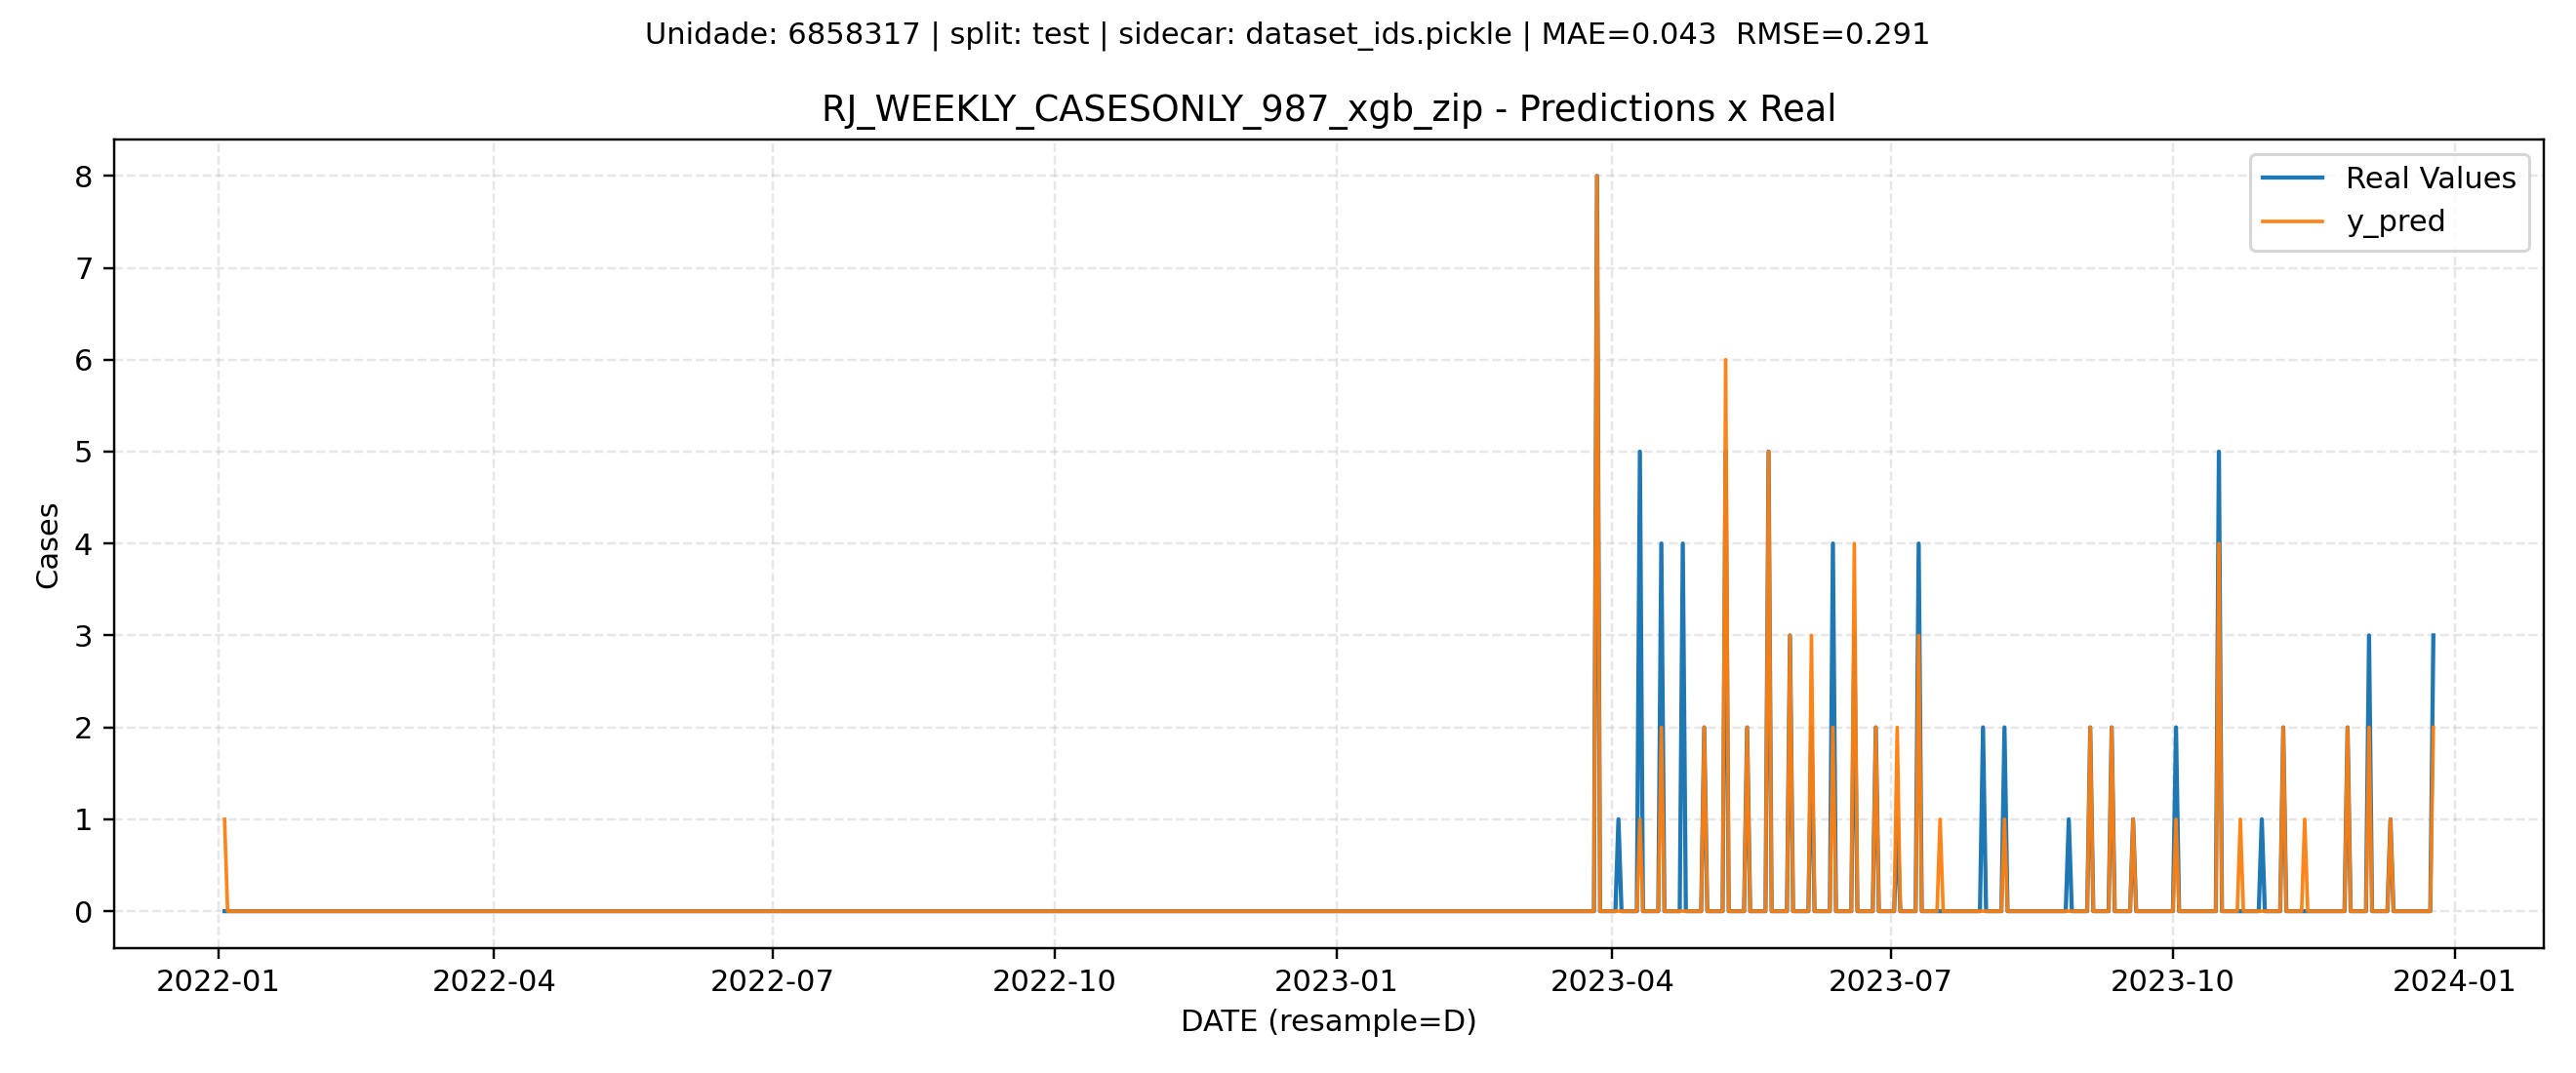 Unidade: 6858317 | split: test | sidecar: dataset_ids.pickle | MAE=0.043  RMSE=0.291
RJ_WEEKLY_CASESONLY_987_xgb_zip - Predictions x Real
Real Values
y_pred
8
7
6
5
4
3
2
1
0
Cases
2022-01 2022-04 2022-07 2022-10 2023-01 2023-04 2023-07 2023-10 2024-01
DATE (resample=D)